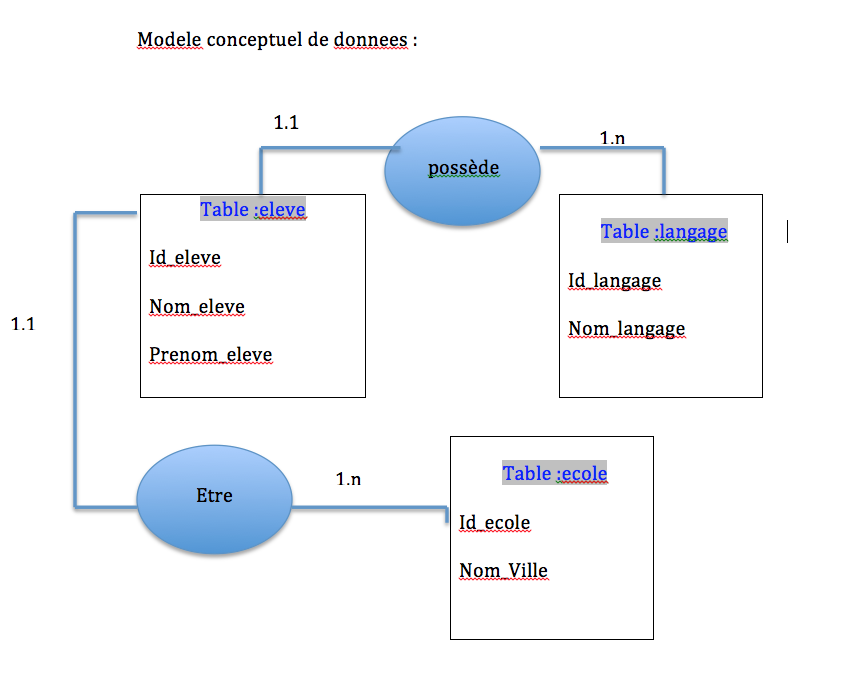 Modele conceptuel de donnees :
1.1
1.n
possède
Table :eleve
Id_eleve
Nom_eleve
Prenom_eleve
Table :langage
Id_langage
Nom_langage
1.1
Etre
1.n
Table :ecole
Id_ecole
Nom_Ville